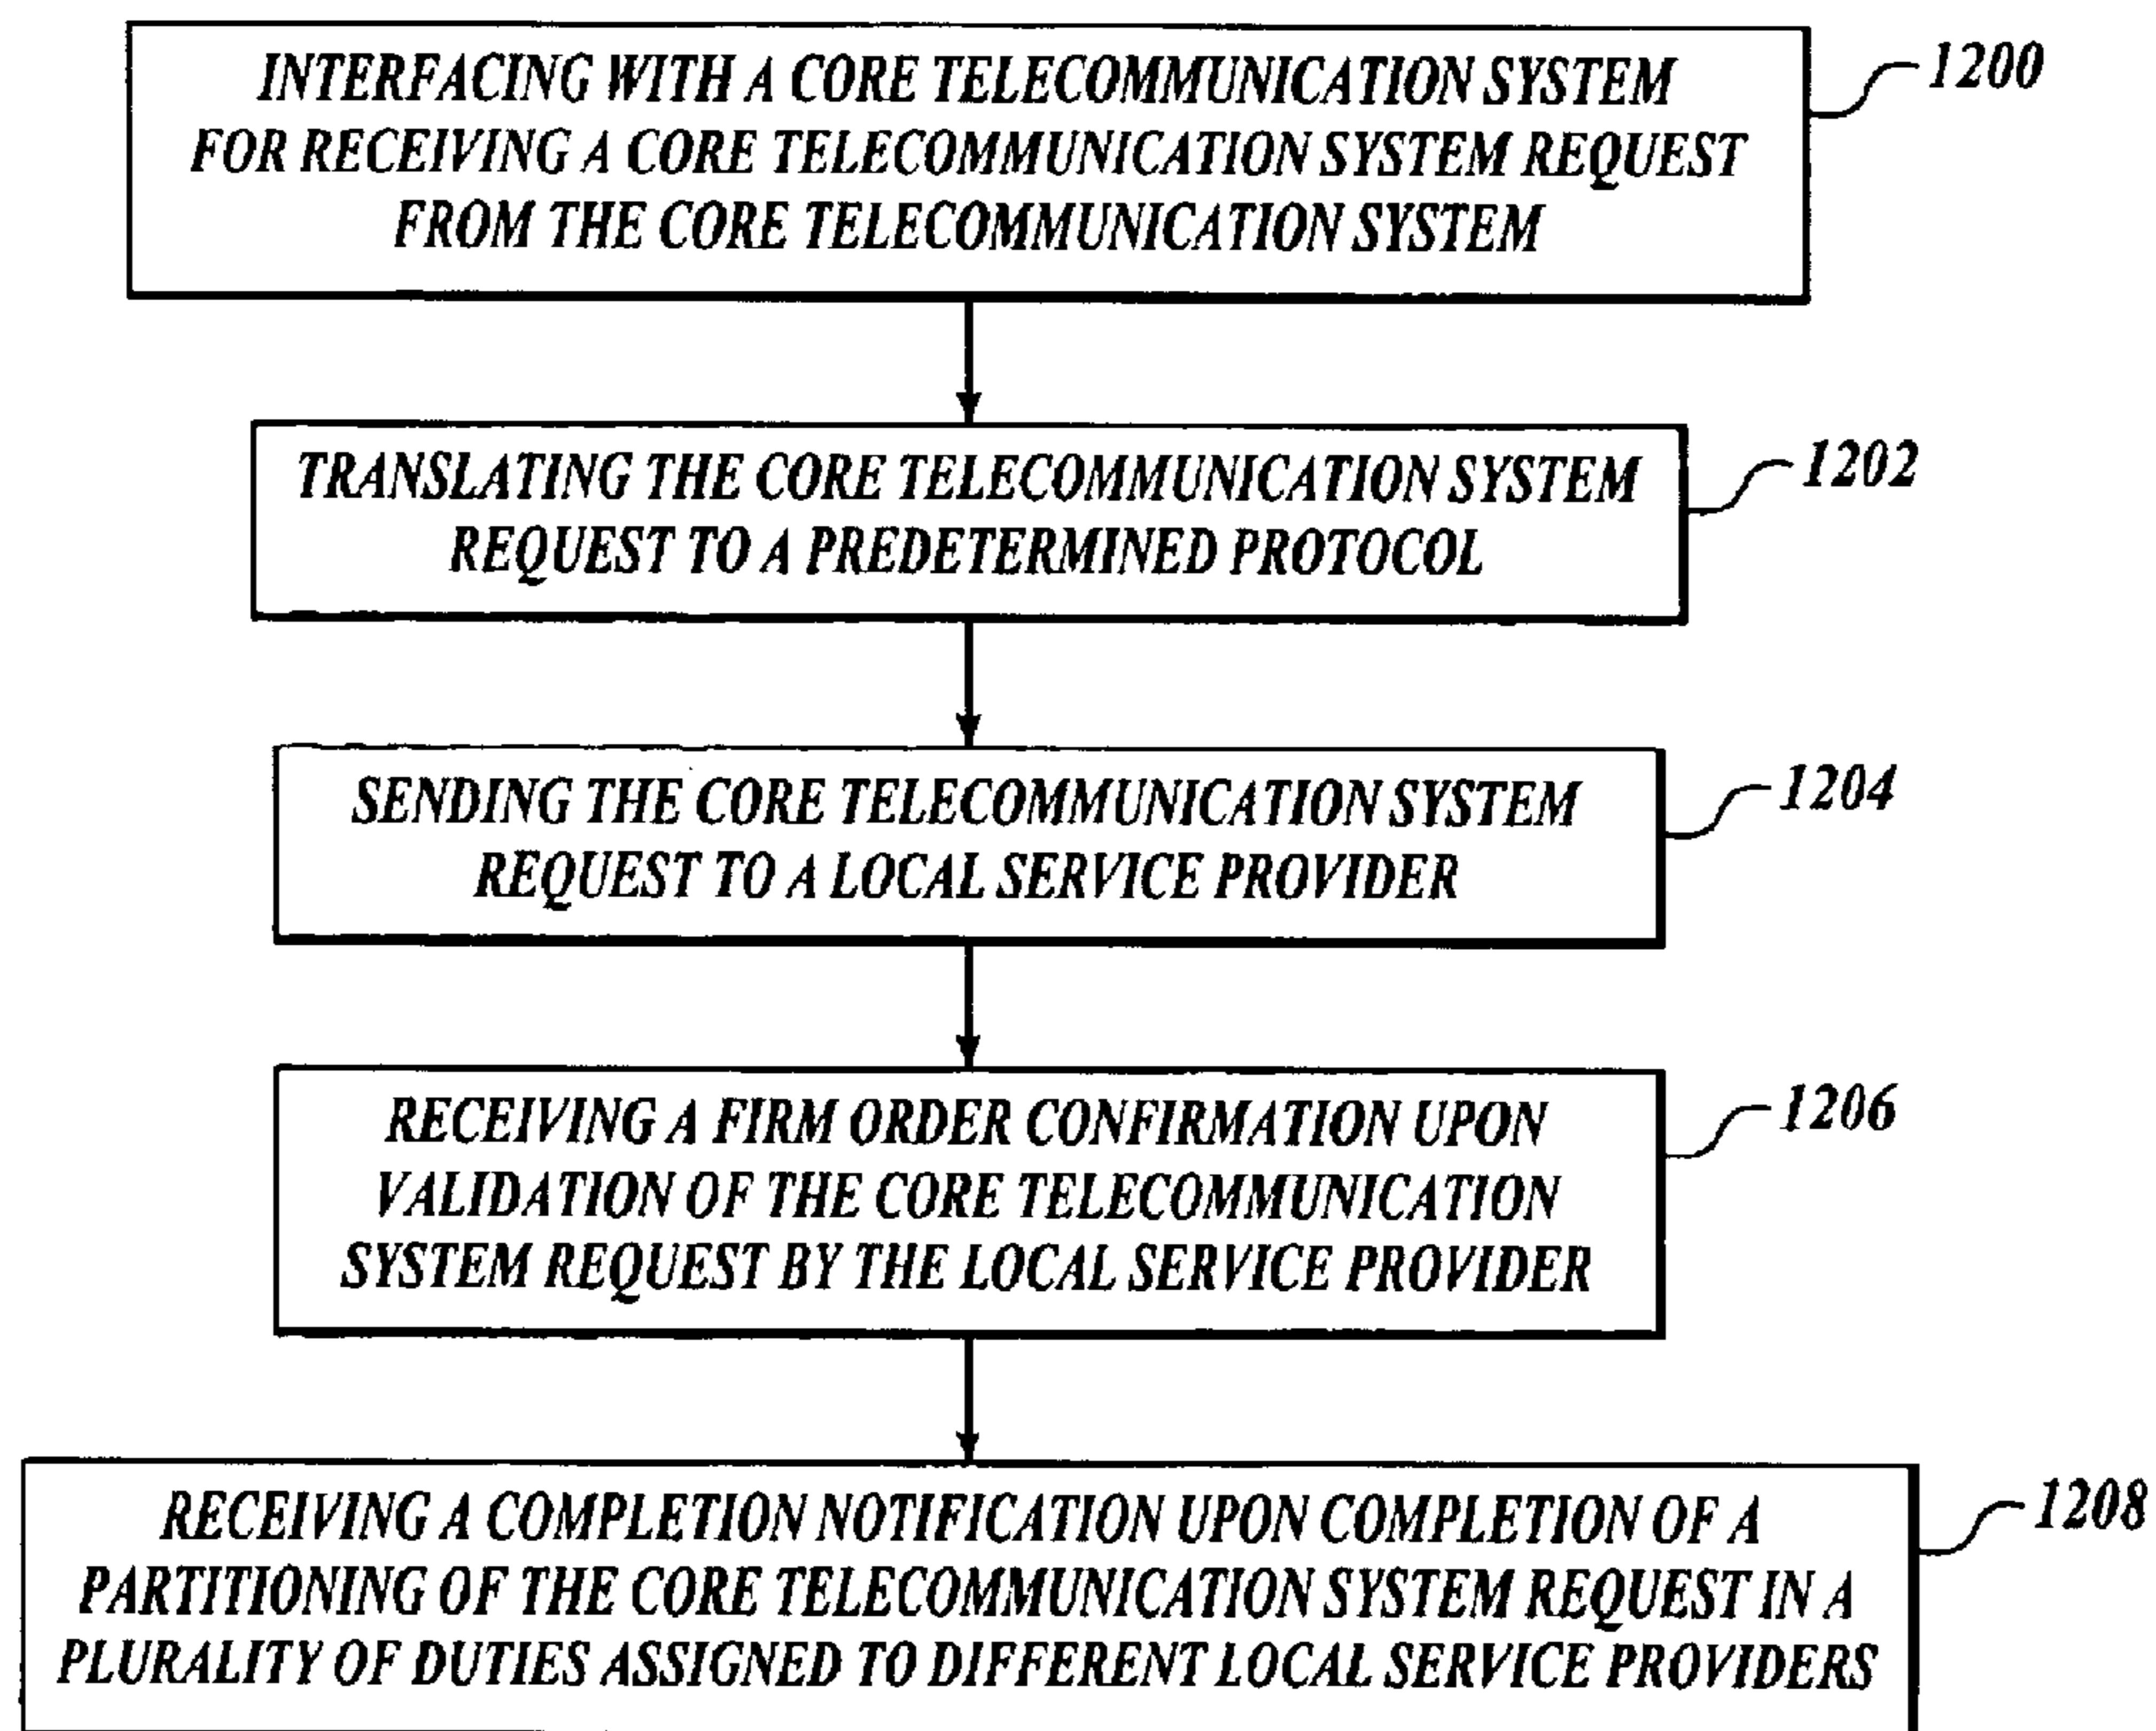 INTERFACING WITH A CORE TELECOMMUNICATION SYSTEM
FOR RECEIVING A CORE TELECOMMUNICATION SYSTEM REQUEST
FROM THE CORE TELECOMMUNICATION SYSTEM
1200
TRANSLATING THE CORE TELECOMMUNICATION SYSTEM
REQUEST TO A PREDETERMINED PROTOCOL
1202
SENDING THE CORE TELECOMMUNICATION SYSTEM
REQUEST TO A LOCAL SERVICE PROVIDER
1204
RECEIVING A FIRM ORDER CONFIRMATION UPON
VALIDATION OF THE CORE TELECOMMUNICATION
SYSTEM REQUEST BY THE LOCAL SERVICE PROVIDER
1206
RECEIVING A COMPLETION NOTIFICATION UPON COMPLETION OF A
PARTITIONING OF THE CORE TELECOMMUNICATION SYSTEM REQUEST IN A
PLURALITY OF DUTIES ASSIGNED TO DIFFERENT LOCAL SERVICE PROVIDERS
1208